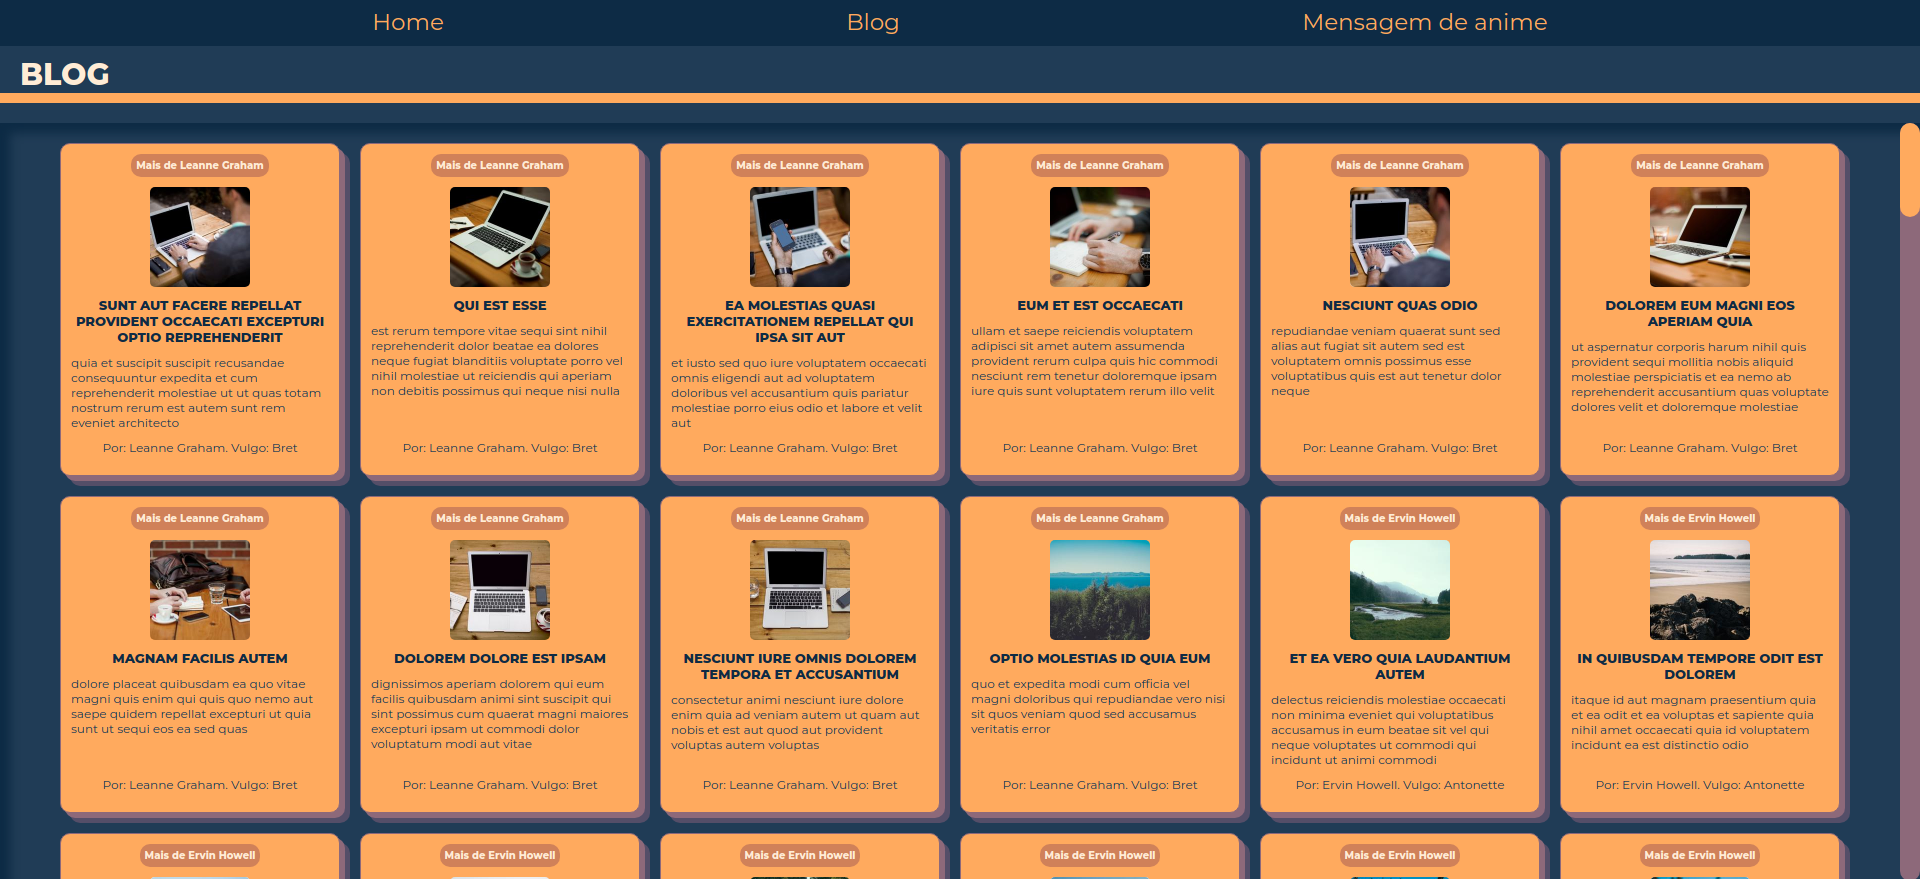 Home Blog Mensagem de anime
BLOG
Mais de Leanne Graham
SUNT AUT FACERE REPELLAT
PROVIDENT OCCAECATI EXCEPTURI
OPTIO REPREHENDERIT
quia et suscipit suscipit recusandae
consequuntur expedita et cum
reprehenderit molestiae ut ut quas totam
nostrum rerum est autem sunt rem
eveniet architecto
Por: Leanne Graham. Vulgo: Bret
Mais de Leanne Graham
QUI EST ESSE
est rerum tempore vitae sequi sint nihil
reprehenderit dolor beatae ea dolores
neque fugiat blanditiis voluptate porro vel
nihil molestiae ut reiciendis qui aperiam
non debitis possimus qui neque nisi nulla
Por: Leanne Graham. Vulgo: Bret
Mais de Leanne Graham
EA MOLESTIAS QUASI
EXERCITATIONEM REPELLAT QUI
IPSA SIT AUT
et iusto sed quo iure voluptatem occaecati
omnis eligendi aut ad voluptatem
doloribus vel accusantium quis pariatur
molestiae porro eius odio et labore et velit
aut
Por: Leanne Graham. Vulgo: Bret
Mais de Leanne Graham
EUM ET EST OCCAECATI
ullam et saepe reiciendis voluptatem
adipisci sit amet autem assumenda
provident rerum culpa quis hic commodi
nesciunt rem tenetur doloremque ipsam
iure quis sunt voluptatem rerum illo velit
Por: Leanne Graham. Vulgo: Bret
Mais de Leanne Graham
NESCIUNT QUAS ODIO
repudiandae veniam quaerat sunt sed
alias aut fugiat sit autem sed est
voluptatem omnis possimus esse
voluptatibus quis est aut tenetur dolor
neque
Por: Leanne Graham. Vulgo: Bret
Mais de Leanne Graham
DOLOREM EUM MAGNI EOS
APERIAM QUIA
ut aspernatur corporis harum nihil quis
provident sequi mollitia nobis aliquid
molestiae perspiciatis et ea nemo ab
reprehenderit accusantium quas voluptate
dolores velit et doloremque molestiae
Por: Leanne Graham. Vulgo: Bret
Mais de Leanne Graham
MAGNAM FACILIS AUTEM
dolore placeat quibusdam ea quo vitae
magni quis enim qui quis quo nemo aut
saepe quidem repellat excepturi ut quia
sunt ut sequi eos ea sed quas
Por: Leanne Graham. Vulgo: Bret
Mais de Leanne Graham
DOLOREM DOLORE EST IPSAM
dignissimos aperiam dolorem qui eum
facilis quibusdam animi sint suscipit qui
sint possimus cum quaerat magni maiores
excepturi ipsam ut commodi dolor
voluptatum modi aut vitae
Por: Leanne Graham. Vulgo: Bret
Mais de Leanne Graham
NESCIUNT IURE OMNIS DOLOREM
TEMPORA ET ACCUSANTIUM
consectetur animi nesciunt iure dolore
enim quia ad veniam autem ut quam aut
nobis et est aut quod aut provident
voluptas autem voluptas
Por: Leanne Graham. Vulgo: Bret
Mais de Leanne Graham
OPTIO MOLESTIAS ID QUIA EUM
quo et expedita modi cum officia vel
magni doloribus qui repudiandae vero nisi
sit quos veniam quod sed accusamus
veritatis error
Por: Leanne Graham. Vulgo: Bret
Mais de Ervin Howell
ET EA VERO QUIA LAUDANTIUM
AUTEM
delectus reiciendis molestiae occaecati
non minima eveniet qui voluptatibus
accusamus in eum beatae sit vel qui
neque voluptates ut commodi qui
incidunt ut animi commodi
Por: Ervin Howell. Vulgo: Antonette
Mais de Ervin Howell
IN QUIBUSDAM TEMPORE ODIT EST
DOLOREM
itaque id aut magnam praesentium quia
et ea odit et ea voluptas et sapiente quia
nihil amet occaecati quia id voluptatem
incidunt ea est distinctio odio
Por: Ervin Howell. Vulgo: Antonette
Mais de Ervin Howell
Mais de Ervin Howell
Mais de Ervin Howell
Mais de Ervin Howell
Mais de Ervin Howell
Mais de Ervin Howell